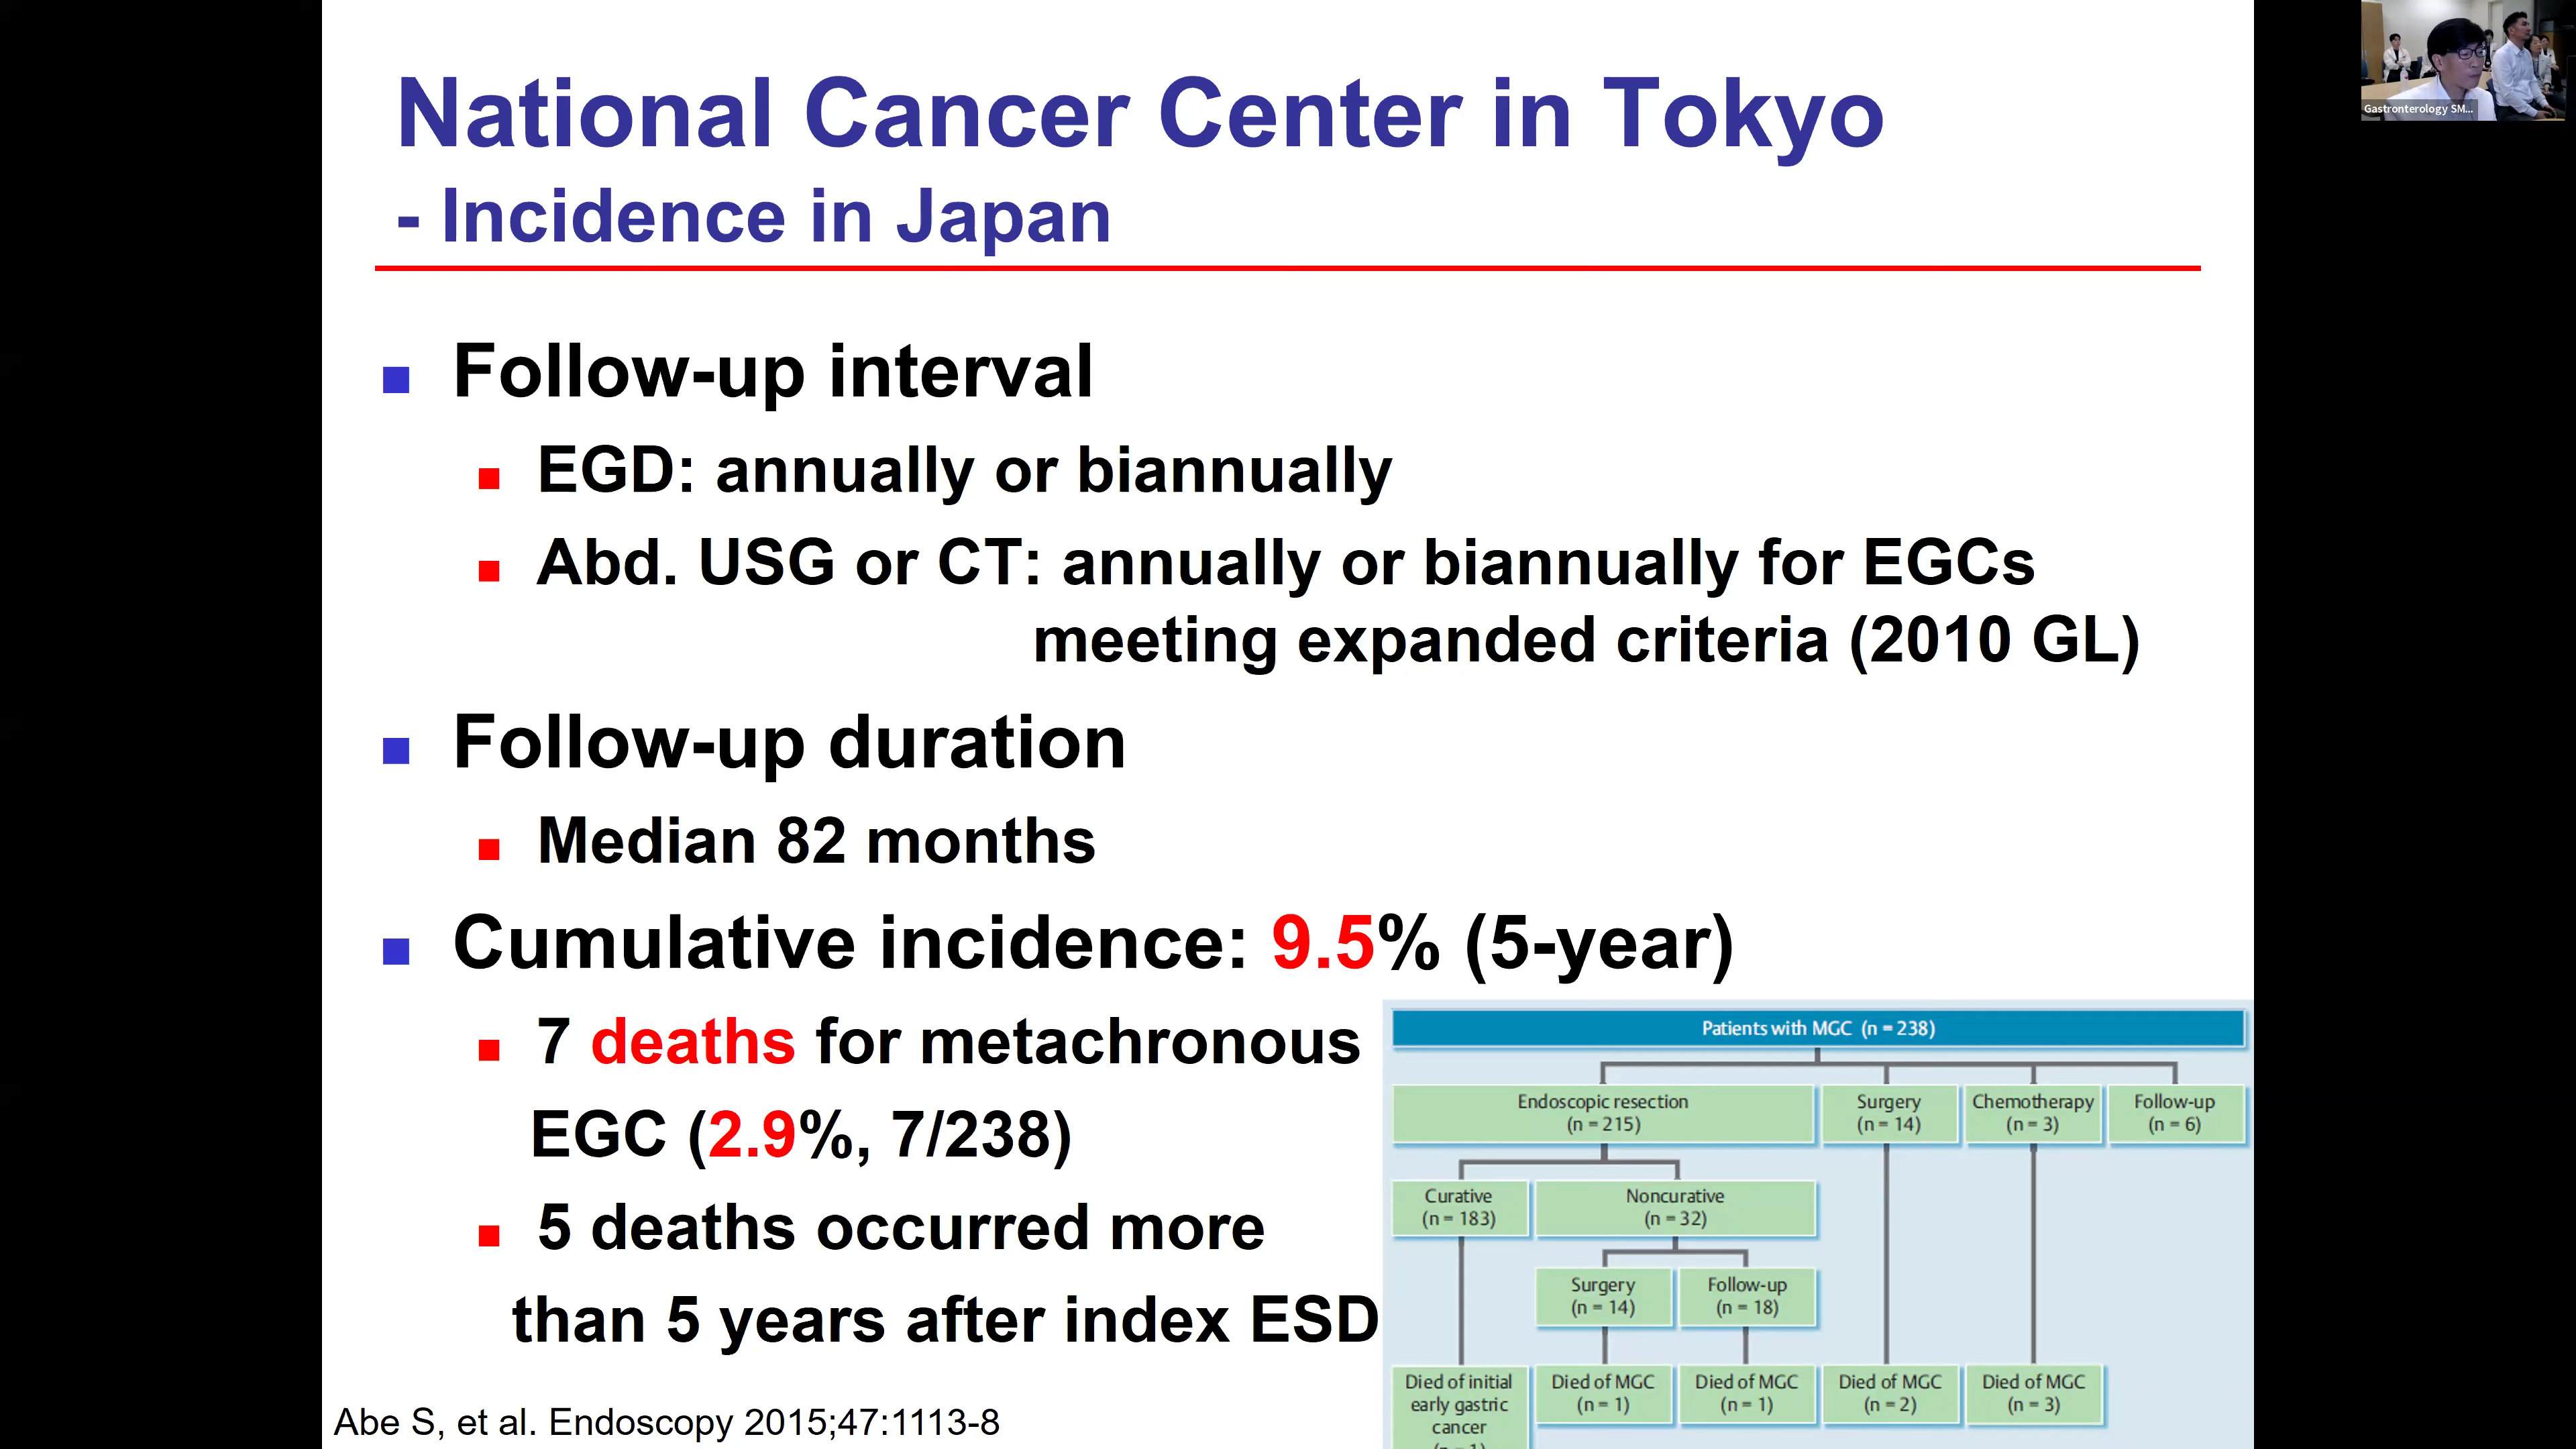 National Cancer Center in Tokyo
- Incidence in Japan
Follow-up interval
EGD: annually or biannually
Abd. USG or CT: annually or biannually for EGCs
meeting expanded criteria (2010 GL)
Follow-up duration
Median 82 months
Cumulative incidence: 9.5% (5-year)
7 deaths for metachronous
EGC (2.9%, 7/238)
5 deaths occurred more
than 5 years after index ESD
Abe S, et al. Endoscopy 2015;47:1113-8
Patients with MGC (n = 238)
Endoscopic resection
(n = 215)
Surgery
(n = 14)
Chemotherapy
(n = 3)
Follow-up
(n = 6)
Curative
(n = 183)
Noncurative
(n = 32)
Surgery
(n = 14)
Follow-up
(n = 18)
Died of initial
early gastric
cancer
(n = 1)
Died of MGC
(n = 1)
Died of MGC
(n = 1)
Died of MGC
(n = 2)
Died of MGC
(n = 3)
Gastronterology SM...